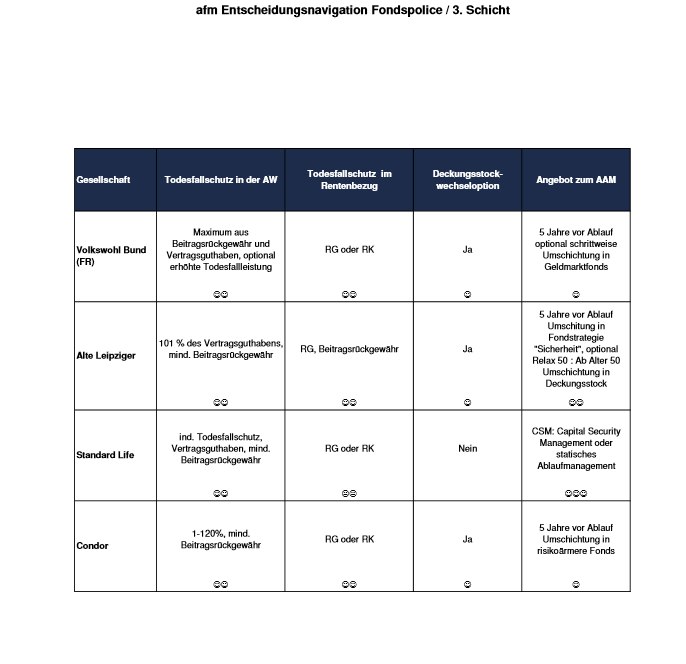 afm Entscheidungsnavigation Fondspolice / 3. Schicht
Gesellschaft
Todesfallschutz in der AW
Todesfallschutz im
Rentenbezug
Deckungsstock-
wechseloption
Angebot zum AAM
Volkswohl Bund
(FR)
Maximum aus
Beitragsrückgewähr und
Vertragsguthaben, optional
erhöhte Todesfallleistung
☺☺
RG oder RK
☺☺
Ja
☺
5 Jahre vor Ablauf
optional schrittweise
Umschichtung in
Geldmarktfonds
☺
Alte Leipziger
101 % des Vertragsguthabens,
mind. Beitragsrückgewähr
☺☺
RG, Beitragsrückgewähr
☺☺
Ja
☺
5 Jahre vor Ablauf
Umschitung in
Fondstrategie
"Sicherheit", optional
Relax 50 : Ab Alter 50
Umschichtung in
Deckungsstock
☺☺
Standard Life
ind. Todesfallschutz,
Vertragsguthaben, mind.
Beitragsrückgewähr
☺☺
RG oder RK
☺☺
Nein
CSM: Capital Security
Management oder
statisches
Ablaufmanagement
☺☺☺
Condor
1-120%, mind.
Beitragsrückgewähr
☺☺
RG oder RK
☺☺
Ja
☺
5 Jahre vor Ablauf
Umschichtung in
risikoärmere Fonds
☺